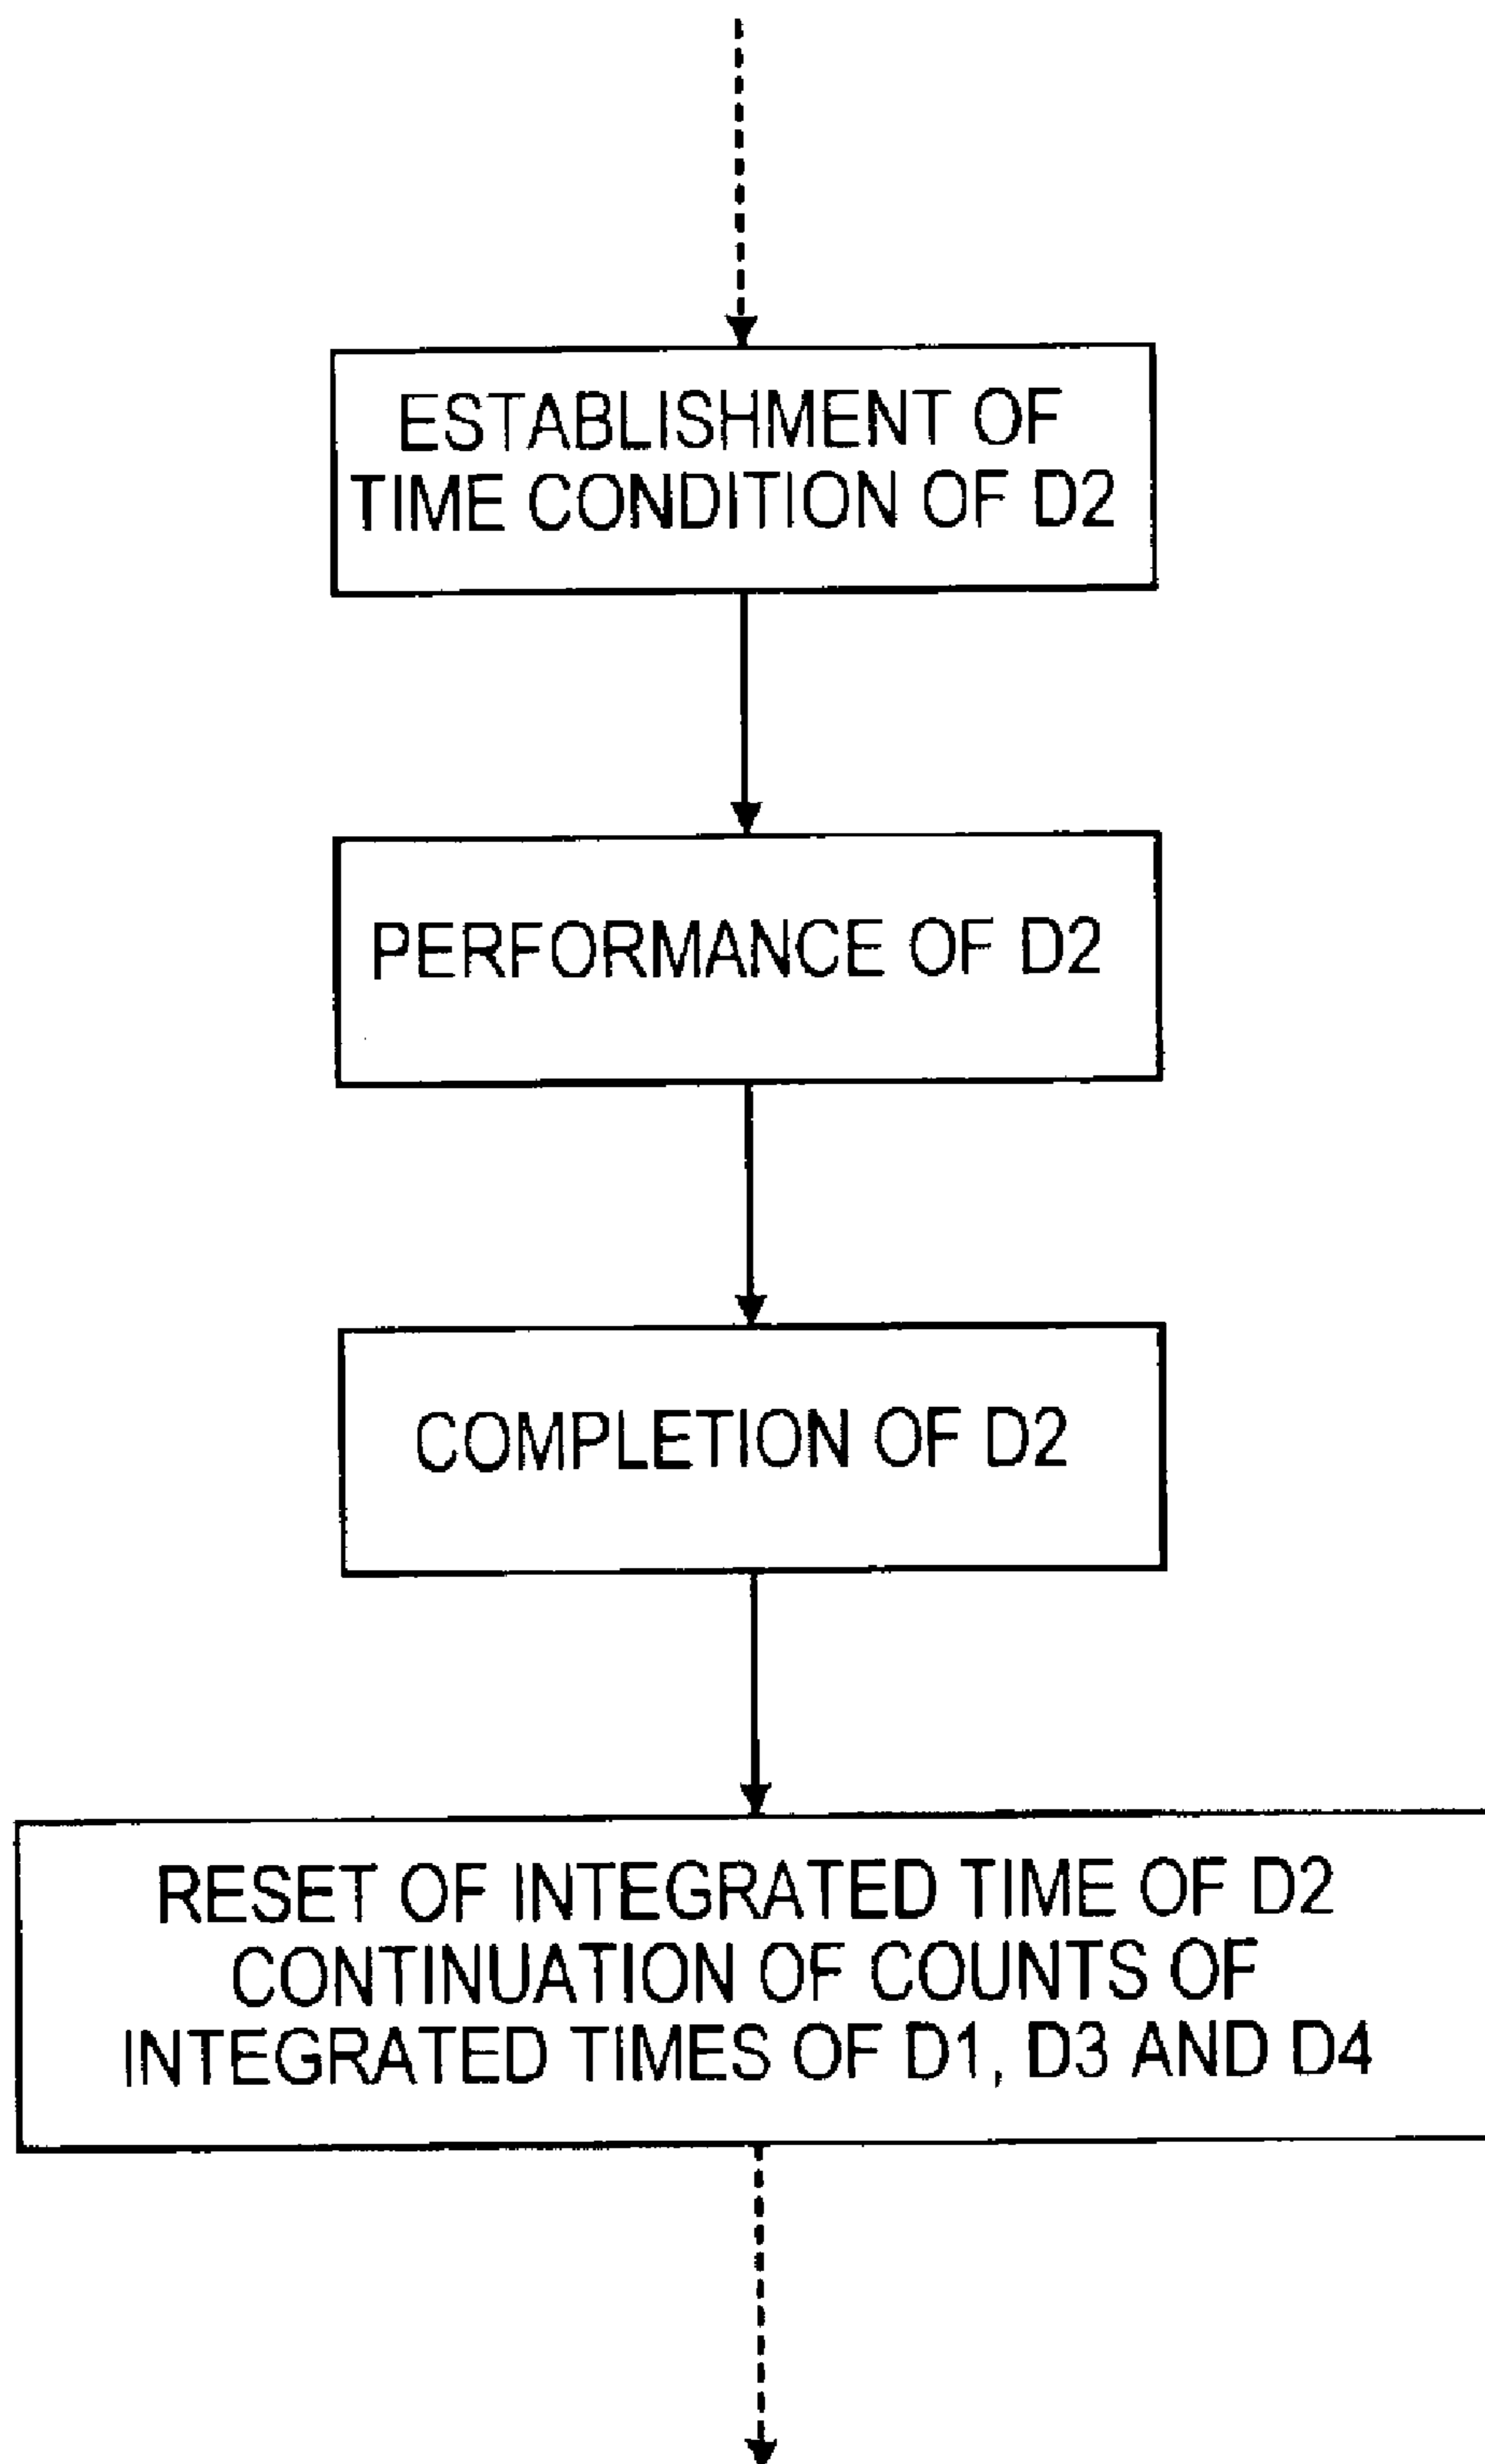 ESTABLISHMENT OF
TIME CONDITION OF D2
PERFORMANCE OF D2
COMPLETION OF D2
RESET OF INTEGRATED TIME OF D2
CONTINUATION OF COUNTS OF
INTEGRATED TIMES OF D1, D3 AND D4